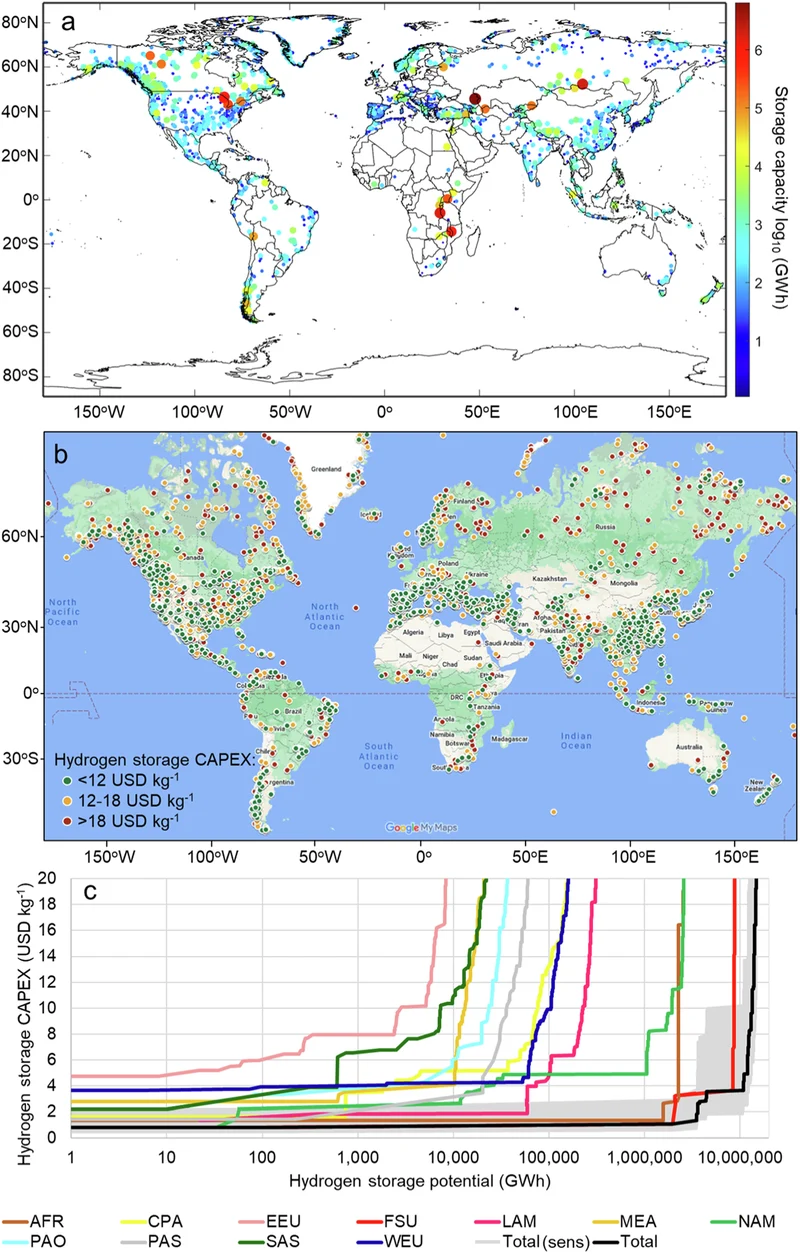 a
80°N
60°N
40°N
20°N
0°
20°S
40°S
60°S
80°S
150°W 100°W 50°W 0° 50°E 100°E 150°E
6
5
4
3
2
1
Storage capacity log10 (GWh)
b
60°N
30°N
0°
30°S
Greenland
Iceland
Finland
Russia
Canada
Poland
Ukraine
Kazakhstan
Mongolia
North
Pacific
Ocean
North
Atlantic
Ocean
Algeria
Libya
Egypt
Saudi Arabia
Pakistan
Mali
Niger
Chad
Sudan
DRC
Tanzania
Indonesia
Brazil
Angola
Namibia
Botswana
Madagascar
South
Atlantic
Ocean
Indian
Ocean
Australia
New
Zealand
Chile
Hydrogen storage CAPEX:
<12 USD kg-1
12-18 USD kg-1
>18 USD kg-1
Google My Maps
150°W 100°W 50°W 0° 50°E 100°E 150°E
c
Hydrogen storage CAPEX (USD kg-1)
20
18
16
14
12
10
8
6
4
2
0
1 10 100 1,000 10,000 100,000 1,000,000 10,000,000
Hydrogen storage potential (GWh)
AFR CPA EEU FSU LAM MEA NAM
PAO PAS SAS WEU Total (sens) Total